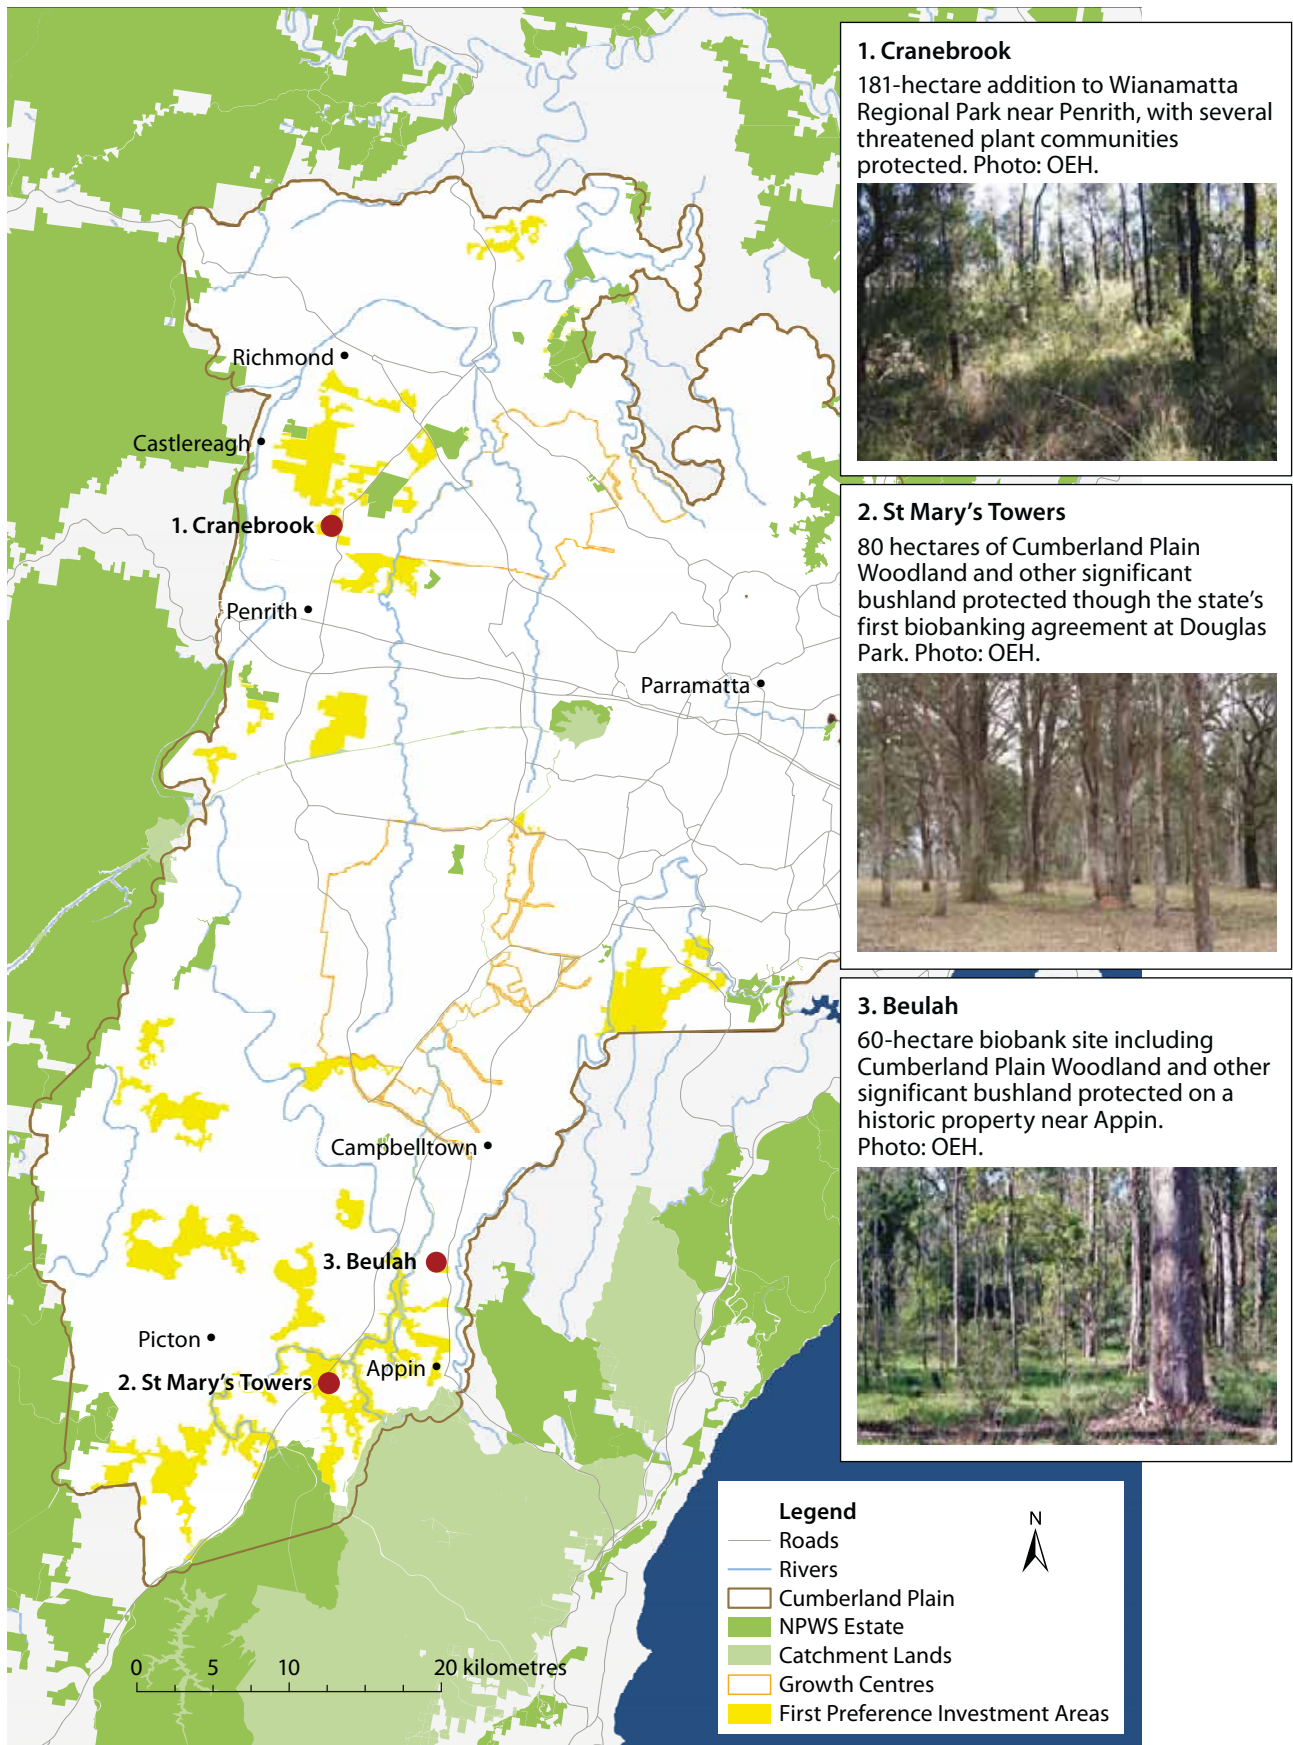 1. Cranebrook
181-hectare addition to Wianamatta
Regional Park near Penrith, with several
threatened plant communities
protected. Photo: OEH.
2. St Mary’s Towers
80 hectares of Cumberland Plain
Woodland and other significant
bushland protected though the state’s
first biobanking agreement at Douglas
Park. Photo: OEH.
3. Beulah
60-hectare biobank site including
Cumberland Plain Woodland and other
significant bushland protected on a
historic property near Appin.
Photo: OEH.
Richmond
Castlereagh
1. Cranebrook
Penrith
Parramatta
Campbelltown
3. Beulah
Picton
Appin
2. St Mary’s Towers
Legend
N
Roads
Rivers
Cumberland Plain
NPWS Estate
Catchment Lands
Growth Centres
First Preference Investment Areas
0 5 10 20 kilometres